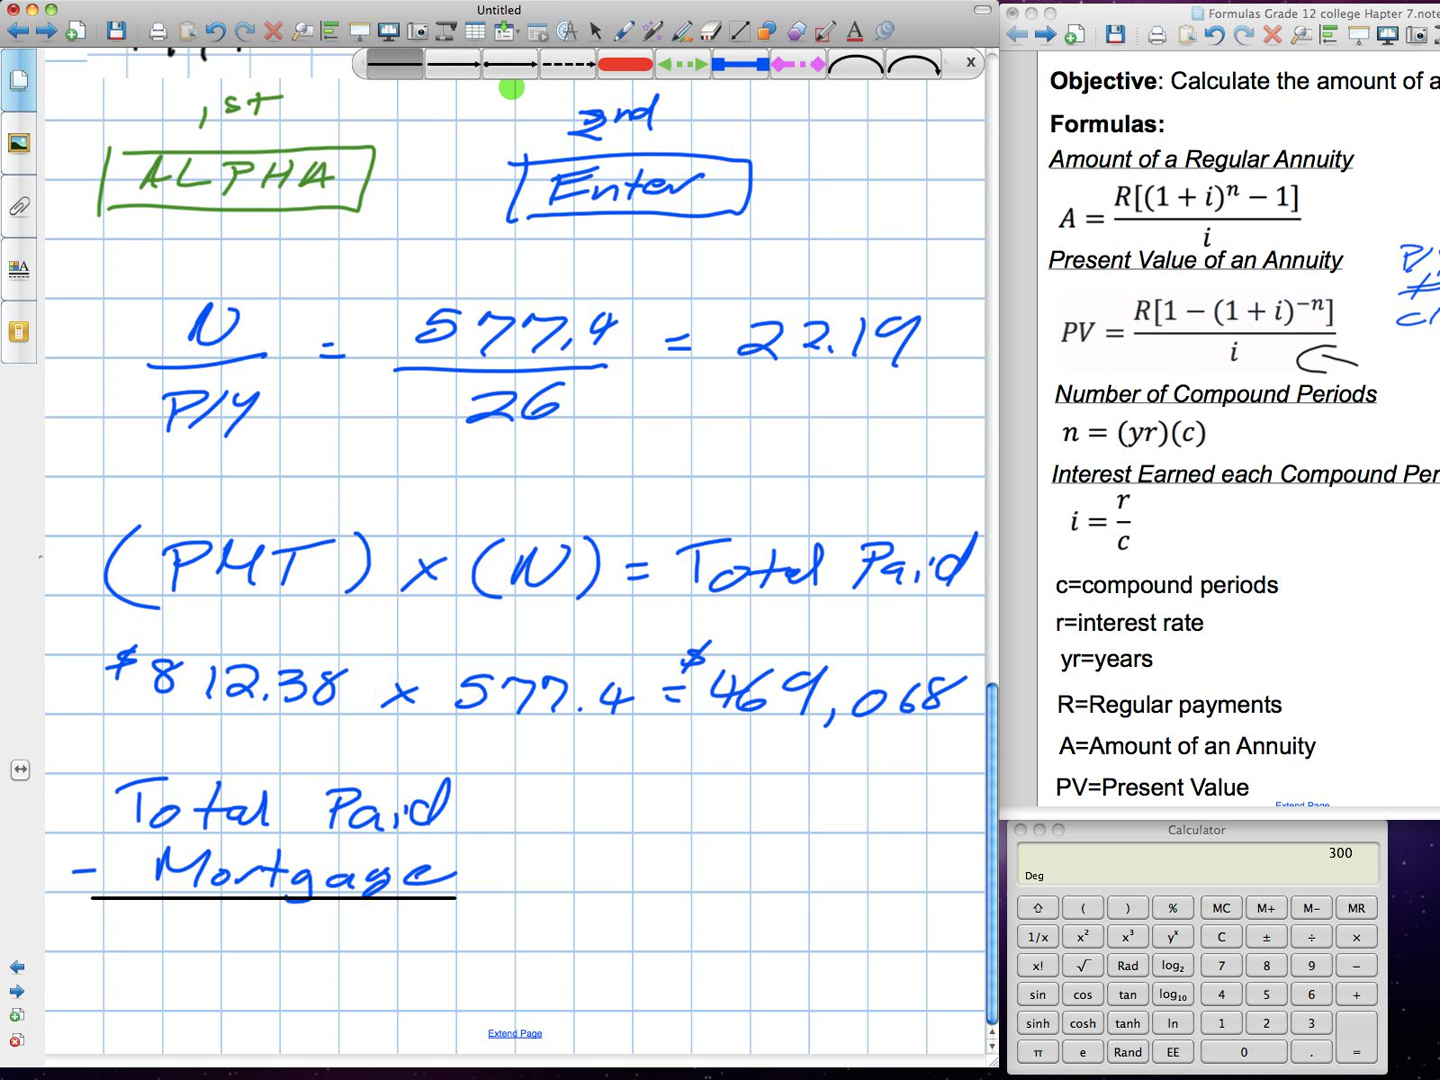 Untitled
Formulas Grade 12 college Hapter 7.note
X
1st
2nd
ALPHA
Enter
N / P/Y = 577.4 / 26 = 22.19
(PMT) x (N) = Total Paid
$812.38 x 577.4 = $469,068
Total Paid
- Mortgage
Extend Page
Objective: Calculate the amount of a
Formulas:
Amount of a Regular Annuity
A = R[(1 + i)ⁿ − 1] / i
Present Value of an Annuity
P/Y
PV = R[1 − (1 + i)⁻ⁿ] / i
Number of Compound Periods
n = (yr)(c)
Interest Earned each Compound Per
i = r / c
c=compound periods
r=interest rate
yr=years
R=Regular payments
A=Amount of an Annuity
PV=Present Value
Extend Page
Calculator
300
Deg
( ) % MC M+ M− MR
1/x x² x³ yˣ C ± ÷ ×
x! √ Rad log₂ 7 8 9 −
sin cos tan log₁₀ 4 5 6 +
sinh cosh tanh ln 1 2 3
π e Rand EE 0 . =